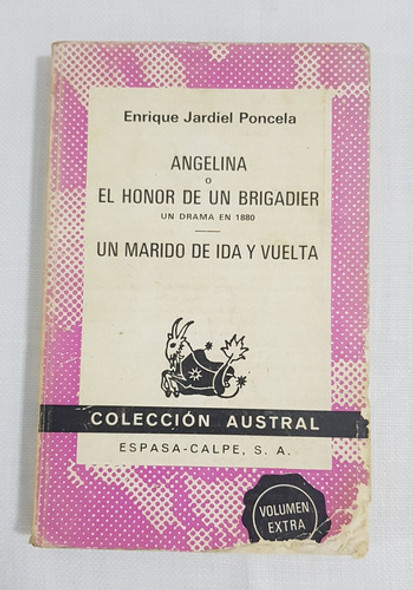 Enrique Jardiel Poncela
ANGELINA
o
EL HONOR DE UN BRIGADIER
UN DRAMA EN 1880
UN MARIDO DE IDA Y VUELTA
COLECCIÓN AUSTRAL
ESPASA-CALPE, S. A.
VOLUMEN
EXTRA